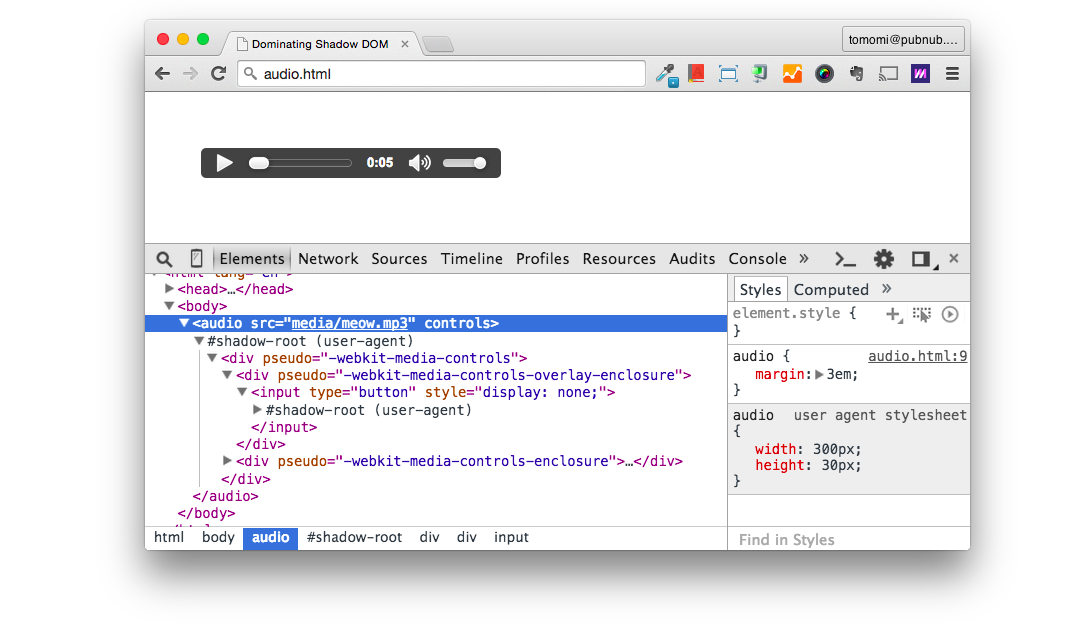 Dominating Shadow DOM
tomomi@pubnub....
audio.html
0:05
Elements Network Sources Timeline Profiles Resources Audits Console »
<head>…</head>
<body>
<audio src="media/meow.mp3" controls>
#shadow-root (user-agent)
<div pseudo="-webkit-media-controls">
<div pseudo="-webkit-media-controls-overlay-enclosure">
<input type="button" style="display: none;">
#shadow-root (user-agent)
</input>
</div>
<div pseudo="-webkit-media-controls-enclosure">…</div>
</div>
</audio>
</body>
html body audio #shadow-root div div input
Styles Computed »
element.style {
}
audio { audio.html:9
margin: 3em;
}
audio user agent stylesheet
{
width: 300px;
height: 30px;
}
Find in Styles